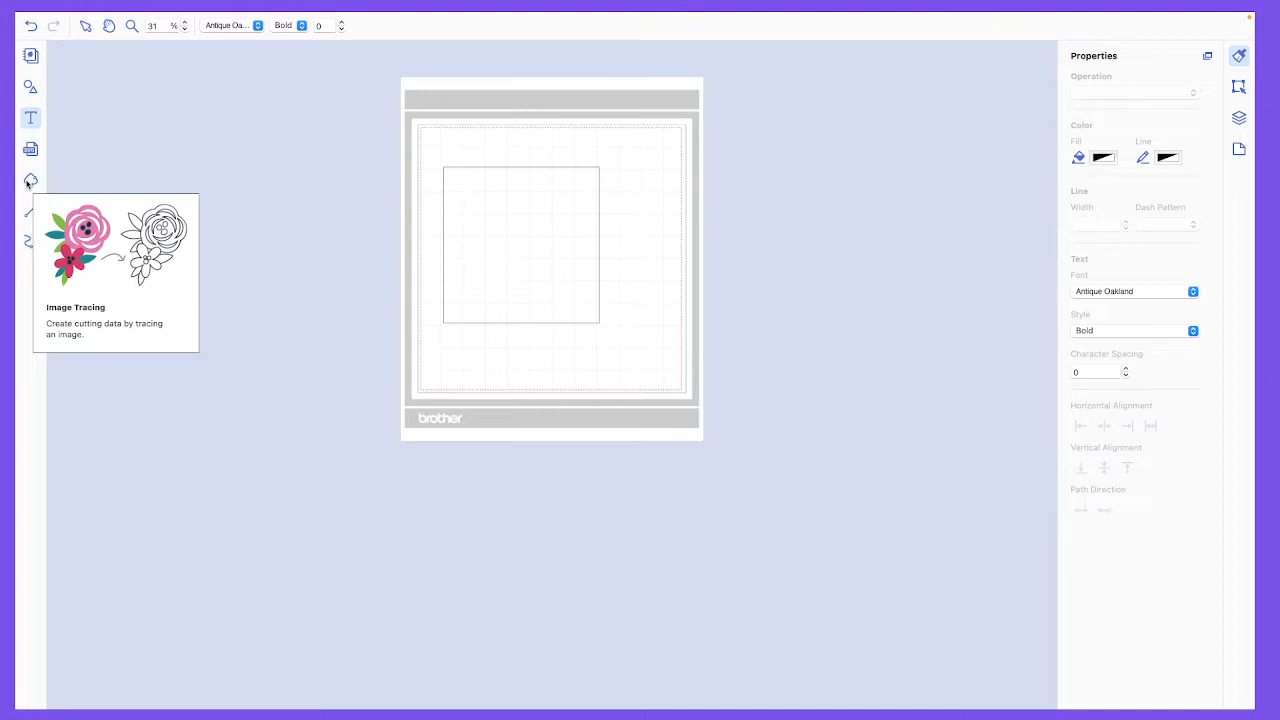 31 %
Antique Oa...
Bold
0
Properties
Operation
Color
Fill
Line
Line
Width
Dash Pattern
Text
Font
Antique Oakland
Style
Bold
Character Spacing
0
Horizontal Alignment
Vertical Alignment
Path Direction
T
Image Tracing
Create cutting data by tracing
an image.
brother